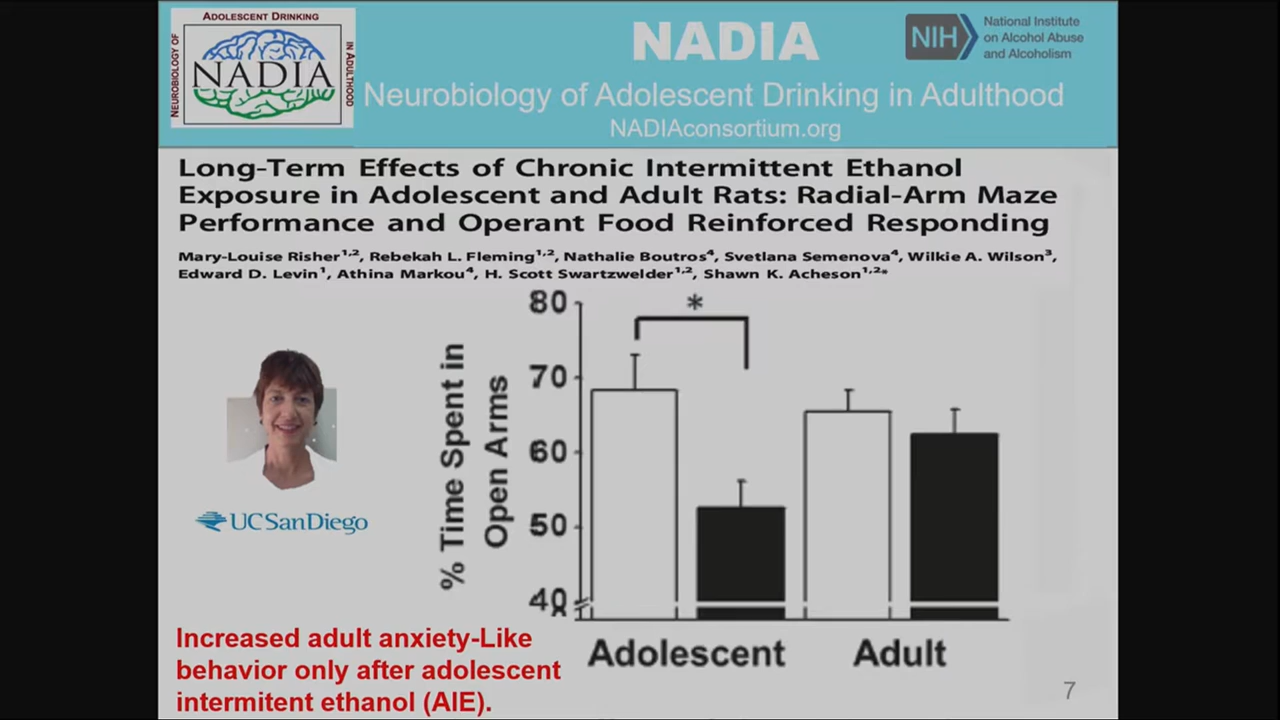 ADOLESCENT DRINKING
NEUROBIOLOGY OF
NADIA
IN ADULTHOOD
NADIA
NIH
National Institute
on Alcohol Abuse
and Alcoholism
Neurobiology of Adolescent Drinking in Adulthood
NADIAconsortium.org
Long-Term Effects of Chronic Intermittent Ethanol
Exposure in Adolescent and Adult Rats: Radial-Arm Maze
Performance and Operant Food Reinforced Responding
Mary-Louise Risher1,2, Rebekah L. Fleming1,2, Nathalie Boutros4, Svetlana Semenova4, Wilkie A. Wilson3,
Edward D. Levin1, Athina Markou4, H. Scott Swartzwelder1,2, Shawn K. Acheson1,2*
UC San Diego
% Time Spent in
Open Arms
80
70
60
50
40
*
Adolescent
Adult
Increased adult anxiety-Like
behavior only after adolescent
intermitent ethanol (AIE).
7